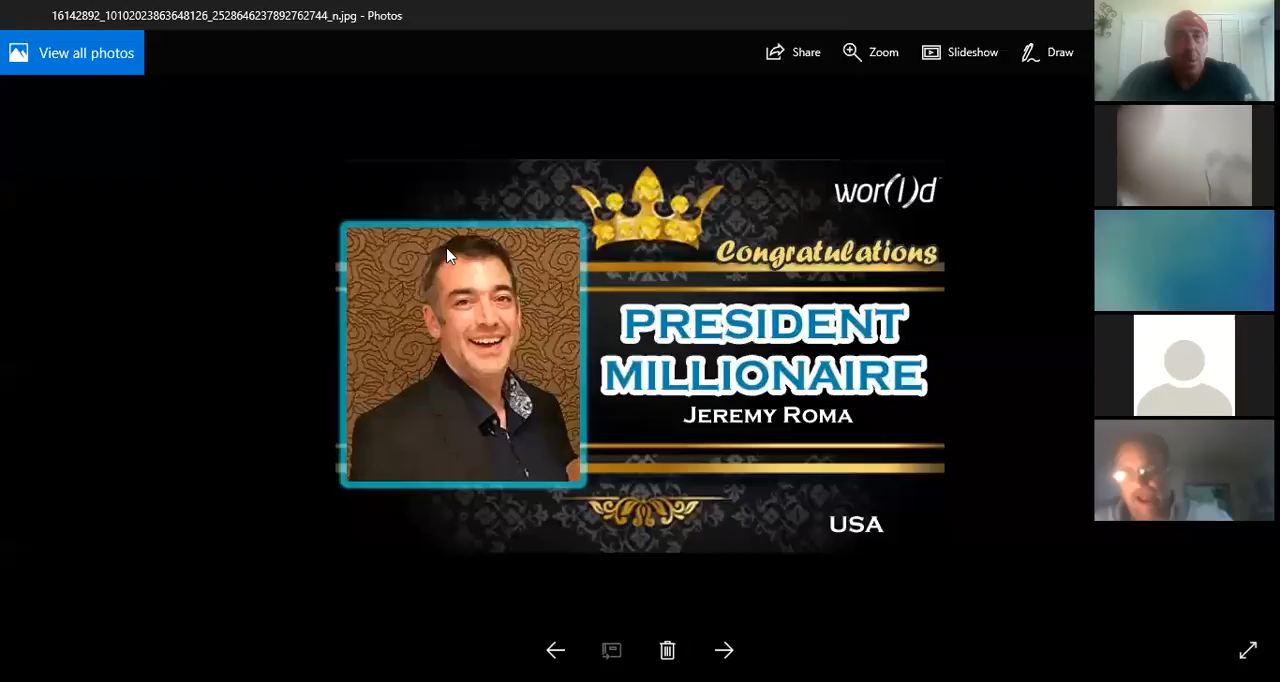 16142892_10102023863648126_2528646237892762744_n.jpg - Photos
View all photos
Share
Zoom
Slideshow
Draw
wor(l)d
Congratulations
PRESIDENT
MILLIONAIRE
JEREMY ROMA
USA